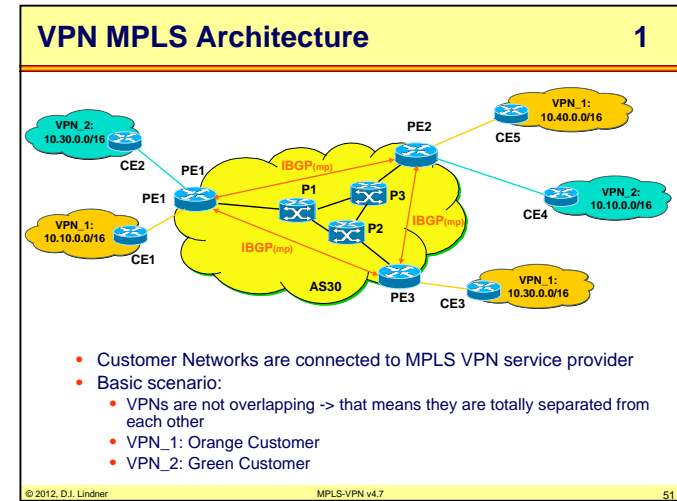 VPN MPLS Architecture 1
VPN_2:
10.30.0.0/16
CE2
PE1
PE1
VPN_1:
10.10.0.0/16
CE1
IBGP(mp)
P1
P3
P2
IBGP(mp)
IBGP(mp)
AS30
PE2
VPN_1:
10.40.0.0/16
CE5
VPN_2:
10.10.0.0/16
CE4
PE3
CE3
VPN_1:
10.30.0.0/16
• Customer Networks are connected to MPLS VPN service provider
• Basic scenario:
• VPNs are not overlapping -> that means they are totally separated from
each other
• VPN_1: Orange Customer
• VPN_2: Green Customer
© 2012, D.I. Lindner MPLS-VPN v4.7 51